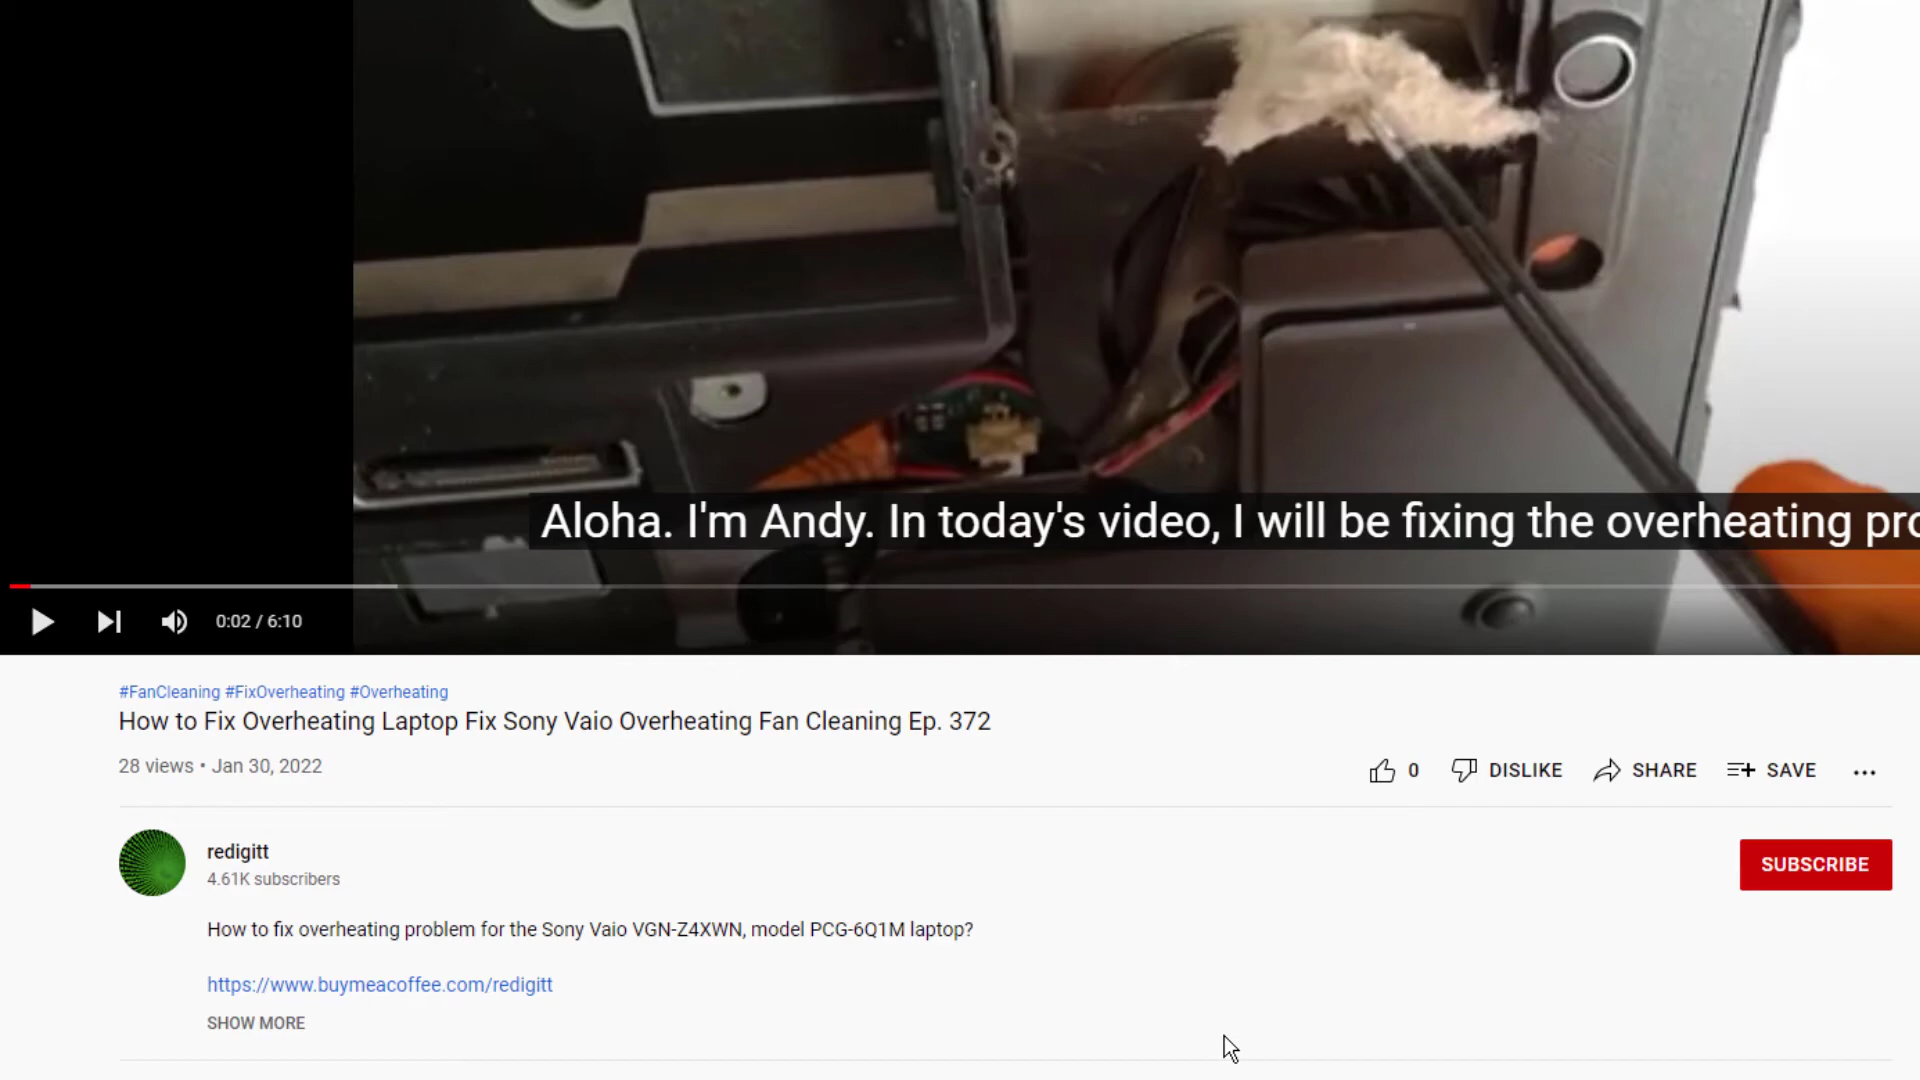 Aloha. I'm Andy. In today's video, I will be fixing the overheating pro
0:02 / 6:10
#FanCleaning #FixOverheating #Overheating
How to Fix Overheating Laptop Fix Sony Vaio Overheating Fan Cleaning Ep. 372
28 views • Jan 30, 2022
0 DISLIKE SHARE SAVE
redigitt
4.61K subscribers
SUBSCRIBE
How to fix overheating problem for the Sony Vaio VGN-Z4XWN, model PCG-6Q1M laptop?
https://www.buymeacoffee.com/redigitt
SHOW MORE